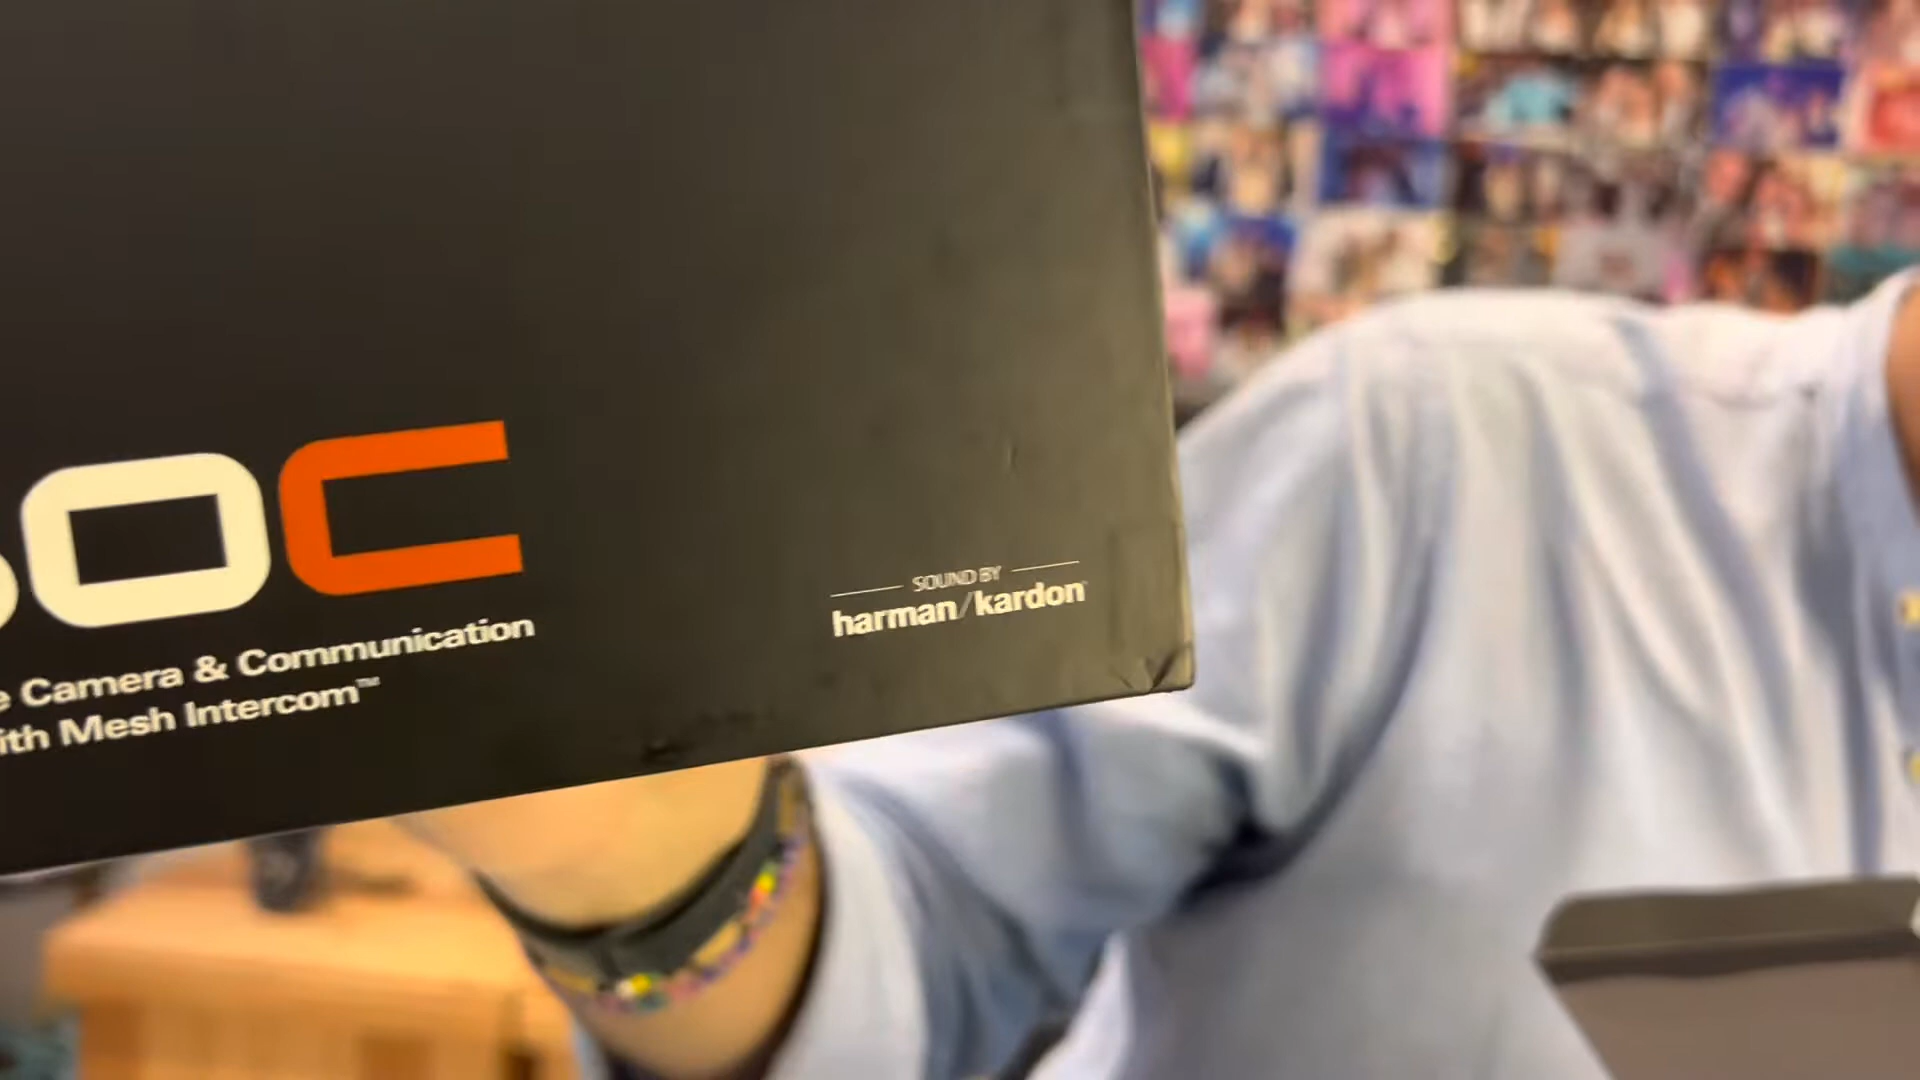 0C
Camera & Communication
Mesh Intercom™
SOUND BY
harman/kardon